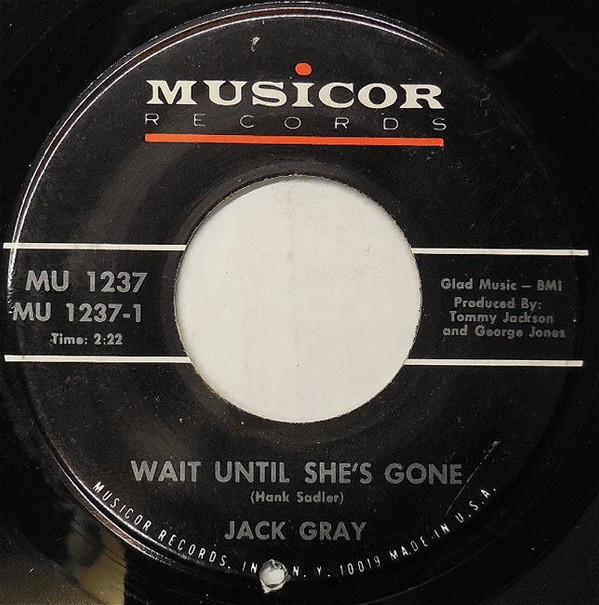 MUSICOR
RECORDS
MU 1237
MU 1237-1
Time: 2:22
Glad Music — BMI
Produced By:
Tommy Jackson
and George Jones
WAIT UNTIL SHE'S GONE
(Hank Sadler)
JACK GRAY
MUSICOR RECORDS, IN N. Y. 10019 MADE IN U.S.A.